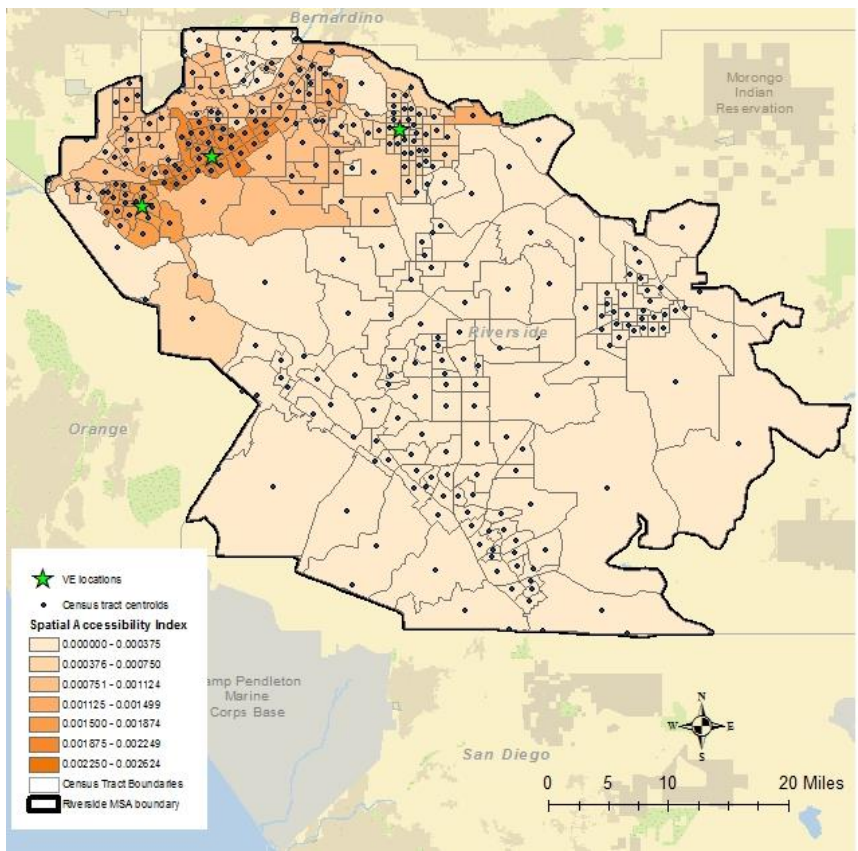 Bernardino
Morongo
Indian
Reservation
Riverside
Orange
VE locations
Census tract centroids
Spatial Accessibility Index
0.000000 - 0.000375
0.000376 - 0.000750
0.000751 - 0.001124
0.001125 - 0.001499
0.001500 - 0.001874
0.001875 - 0.002249
0.002250 - 0.002624
Census Tract Boundaries
Riverside MSA boundary
amp Pendleton
Marine
Corps Base
San Diego
N
W E
S
0 5 10 20 Miles